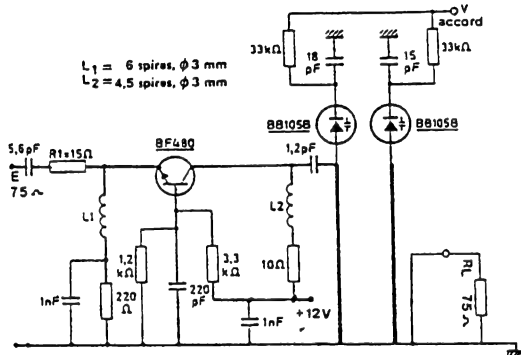 V
accord
33kΩ
18
pF
15
pF
33kΩ
L1 = 6 spires, ϕ 3 mm
L2 = 4,5 spires, ϕ 3 mm
BB105B
BB105B
BF480
5,6pF
R1=15Ω
1,2pF
E
75 Ω
L1
L2
1,2
kΩ
3,3
kΩ
10Ω
RL
75 Ω
1nF
220
Ω
220
pF
1nF
+12V